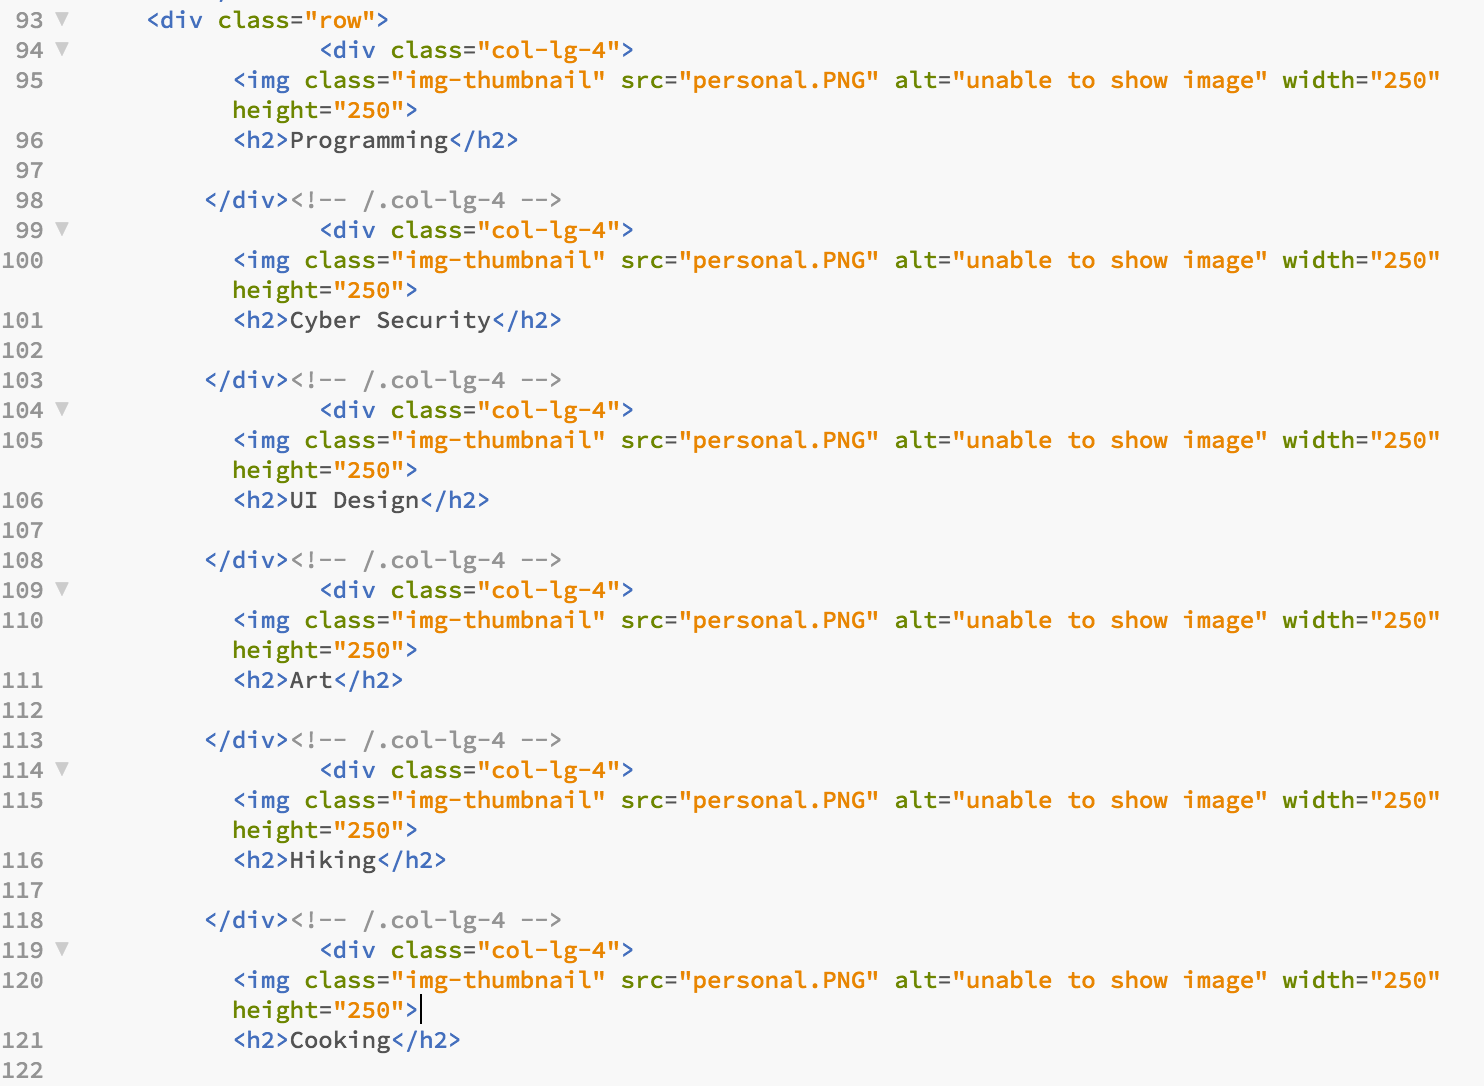 93 ▼ <div class="row">
94 ▼ <div class="col-lg-4">
95 <img class="img-thumbnail" src="personal.PNG" alt="unable to show image" width="250"
height="250">
96 <h2>Programming</h2>
97
98 </div><!-- /.col-lg-4 -->
99 ▼ <div class="col-lg-4">
100 <img class="img-thumbnail" src="personal.PNG" alt="unable to show image" width="250"
height="250">
101 <h2>Cyber Security</h2>
102
103 </div><!-- /.col-lg-4 -->
104 ▼ <div class="col-lg-4">
105 <img class="img-thumbnail" src="personal.PNG" alt="unable to show image" width="250"
height="250">
106 <h2>UI Design</h2>
107
108 </div><!-- /.col-lg-4 -->
109 ▼ <div class="col-lg-4">
110 <img class="img-thumbnail" src="personal.PNG" alt="unable to show image" width="250"
height="250">
111 <h2>Art</h2>
112
113 </div><!-- /.col-lg-4 -->
114 ▼ <div class="col-lg-4">
115 <img class="img-thumbnail" src="personal.PNG" alt="unable to show image" width="250"
height="250">
116 <h2>Hiking</h2>
117
118 </div><!-- /.col-lg-4 -->
119 ▼ <div class="col-lg-4">
120 <img class="img-thumbnail" src="personal.PNG" alt="unable to show image" width="250"
height="250">
121 <h2>Cooking</h2>
122